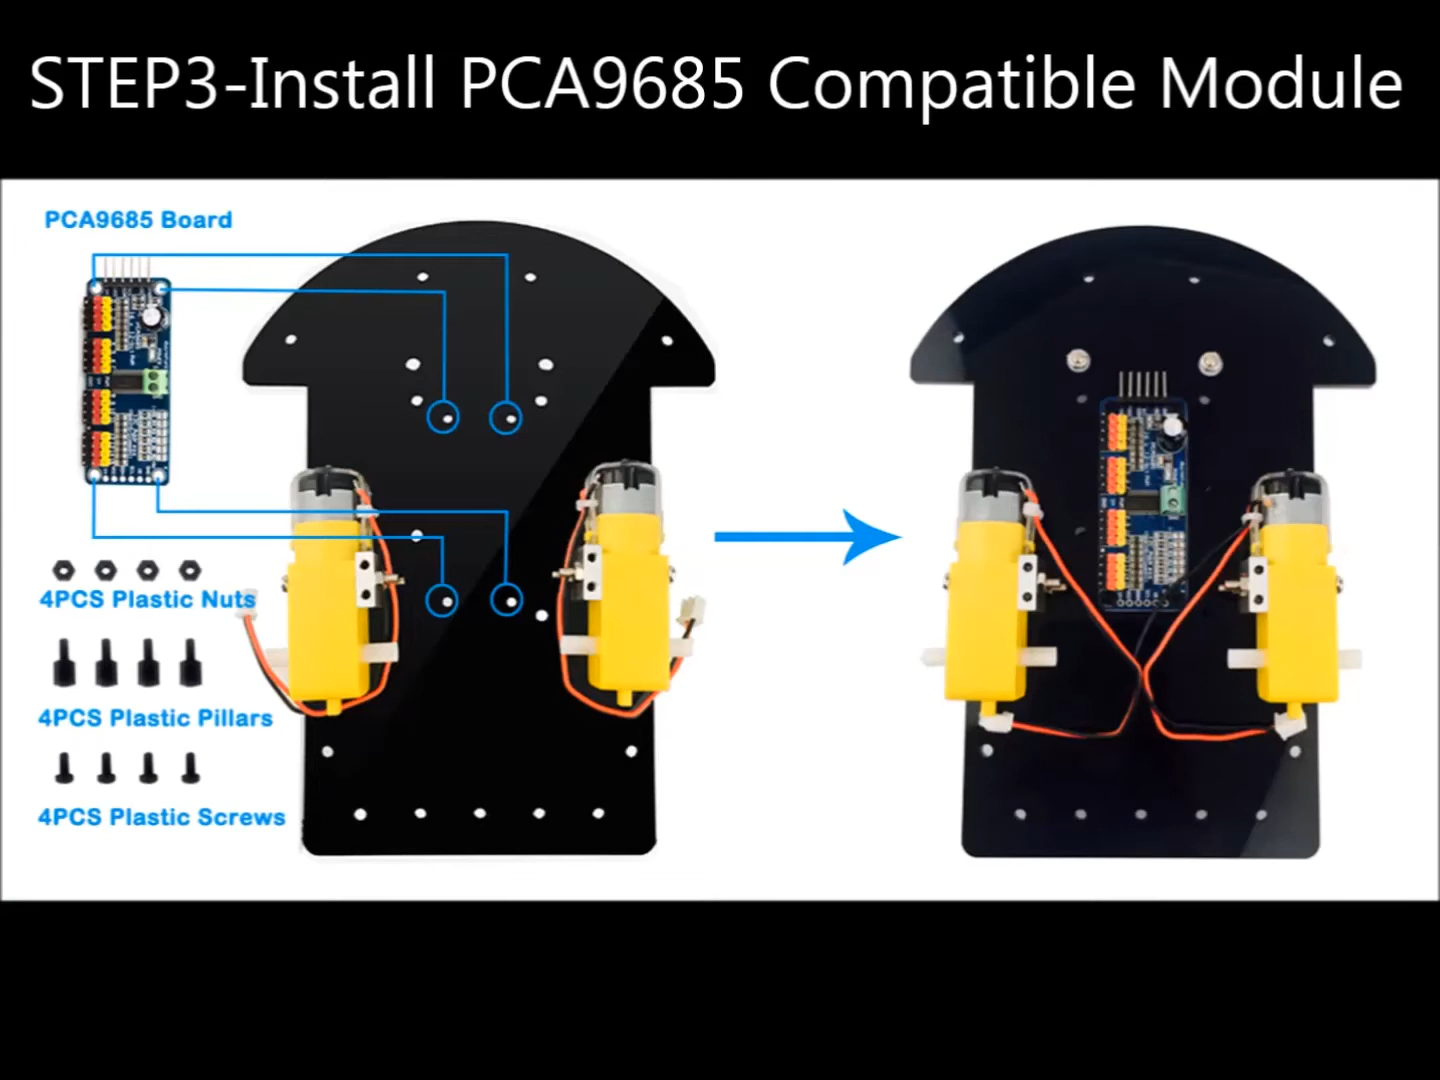 STEP3-Install PCA9685 Compatible Module
PCA9685 Board
4PCS Plastic Nuts
4PCS Plastic Pillars
4PCS Plastic Screws